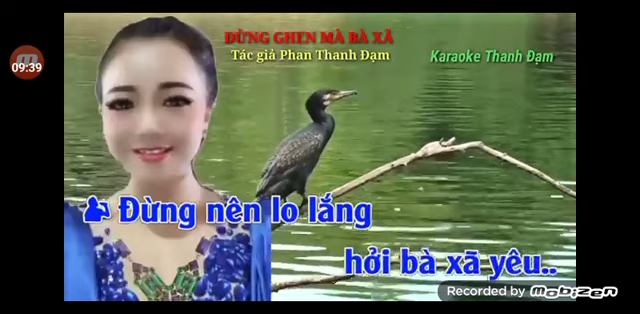 ĐỪNG GHEN MÀ BÀ XÃ
Tác giả Phan Thanh Đạm
Karaoke Thanh Đạm
09:39
Đừng nên lo lắng
hỏi bà xã yêu..
Recorded by Mobizen